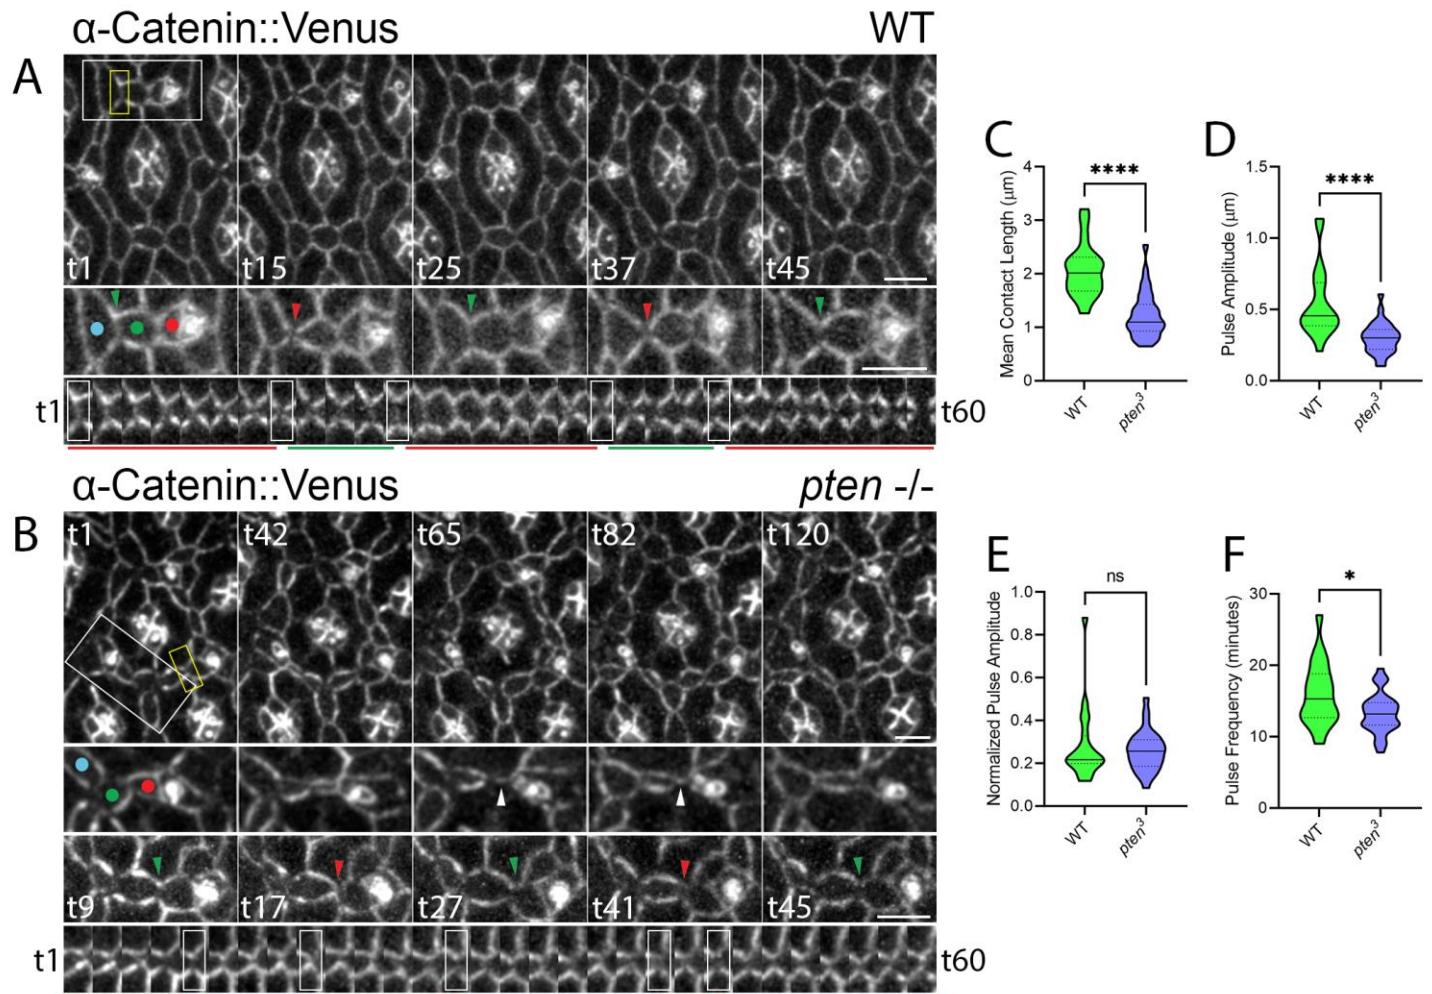 α-Catenin::Venus WT
A
t1 t15 t25 t37 t45
t1 t60
α-Catenin::Venus pten -/-
B
t1 t42 t65 t82 t120
t9 t17 t27 t41 t45
t1 t60
C
Mean Contact Length (μm)
4
3
2
1
0
****
WT pten³
D
Pulse Amplitude (μm)
1.5
1.0
0.5
0.0
****
WT pten³
E
Normalized Pulse Amplitude
1.0
0.8
0.6
0.4
0.2
0.0
ns
WT pten³
F
Pulse Frequency (minutes)
30
20
10
0
*
WT pten³